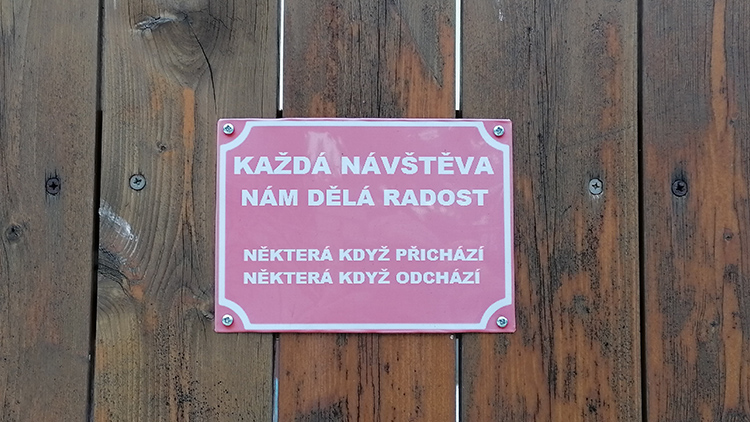 KAŽDÁ NÁVŠTĚVA
NÁM DĚLÁ RADOST
NĚKTERÁ KDYŽ PŘICHÁZÍ
NĚKTERÁ KDYŽ ODCHÁZÍ